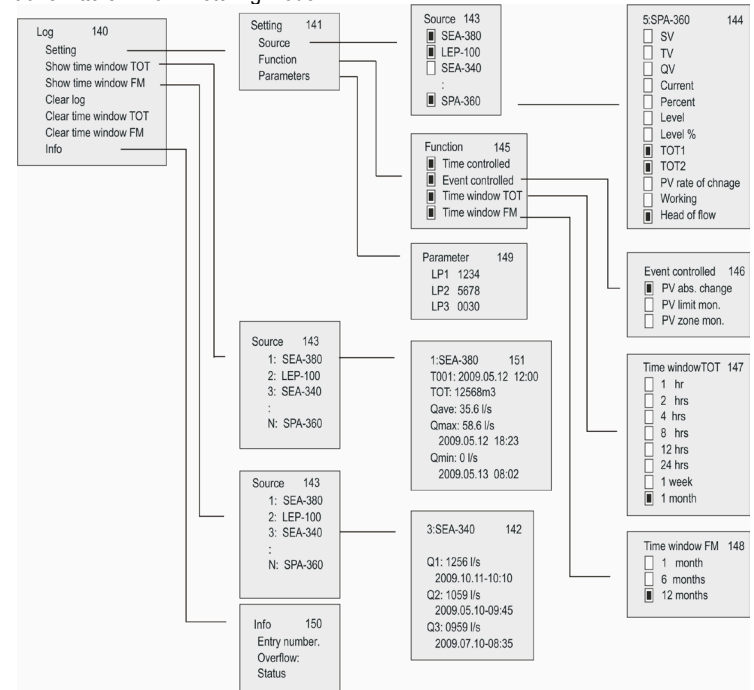 Log 140
Setting
Show time window TOT
Show time window FM
Clear log
Clear time window TOT
Clear time window FM
Info
Setting 141
Source
Function
Parameters
Source 143
SEA-380
LEP-100
SEA-340
:
SPA-360
5:SPA-360 144
SV
TV
QV
Current
Percent
Level
Level %
TOT1
TOT2
PV rate of chnage
Working
Head of flow
Function 145
Time controlled
Event controlled
Time window TOT
Time window FM
Event controlled 146
PV abs. change
PV limit mon.
PV zone mon.
Parameter 149
LP1 1234
LP2 5678
LP3 0030
Source 143
1: SEA-380
2: LEP-100
3: SEA-340
:
N: SPA-360
1:SEA-380 151
T001: 2009.05.12 12:00
TOT: 12568m3
Qave: 35.6 l/s
Qmax: 58.6 l/s
2009.05.12 18:23
Qmin: 0 l/s
2009.05.13 08:02
Time windowTOT 147
1 hr
2 hrs
4 hrs
8 hrs
12 hrs
24 hrs
1 week
1 month
Source 143
1: SEA-380
2: LEP-100
3: SEA-340
:
N: SPA-360
3:SEA-340 142
Q1: 1256 l/s
2009.10.11-10:10
Q2: 1059 l/s
2009.05.10-09:45
Q3: 0959 l/s
2009.07.10-08:35
Time window FM 148
1 month
6 months
12 months
Info 150
Entry number.
Overflow:
Status